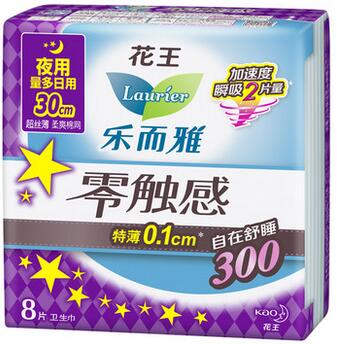 夜用
量多日用
30cm
超丝薄 柔爽棉网
花王
Laurier
乐而雅
加速度
瞬吸2片量
零触感
特薄0.1cm*
自在舒睡
300
8片 卫生巾
Kao
花王